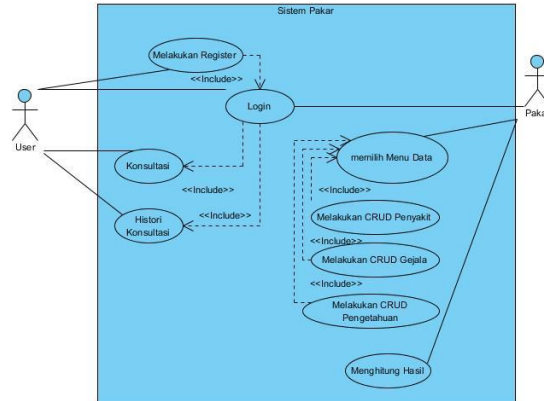 Sistem Pakar
Melakukan Register
<<Include>>
Login
User
Paka
Konsultasi
memilih Menu Data
<<Include>>
<<Include>>
Histori
Konsultasi
<<Include>>
Melakukan CRUD Penyakit
<<Include>>
Melakukan CRUD Gejala
<<Include>>
Melakukan CRUD
Pengetahuan
Menghitung Hasil